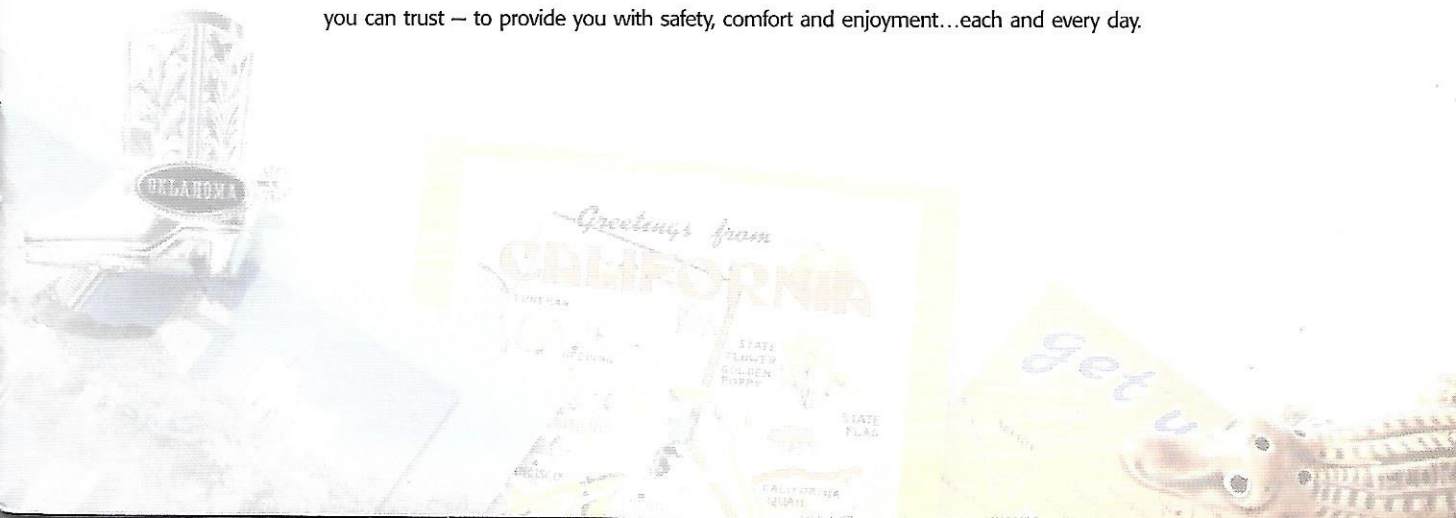 you can trust – to provide you with safety, comfort and enjoyment...each and every day.
OKLAHOMA
Greetings from
CALIFORNIA
STATE
FLOWER
GOLDEN
POPPY
STATE
FLAG
CALIFORNIA
QUAIL
get u